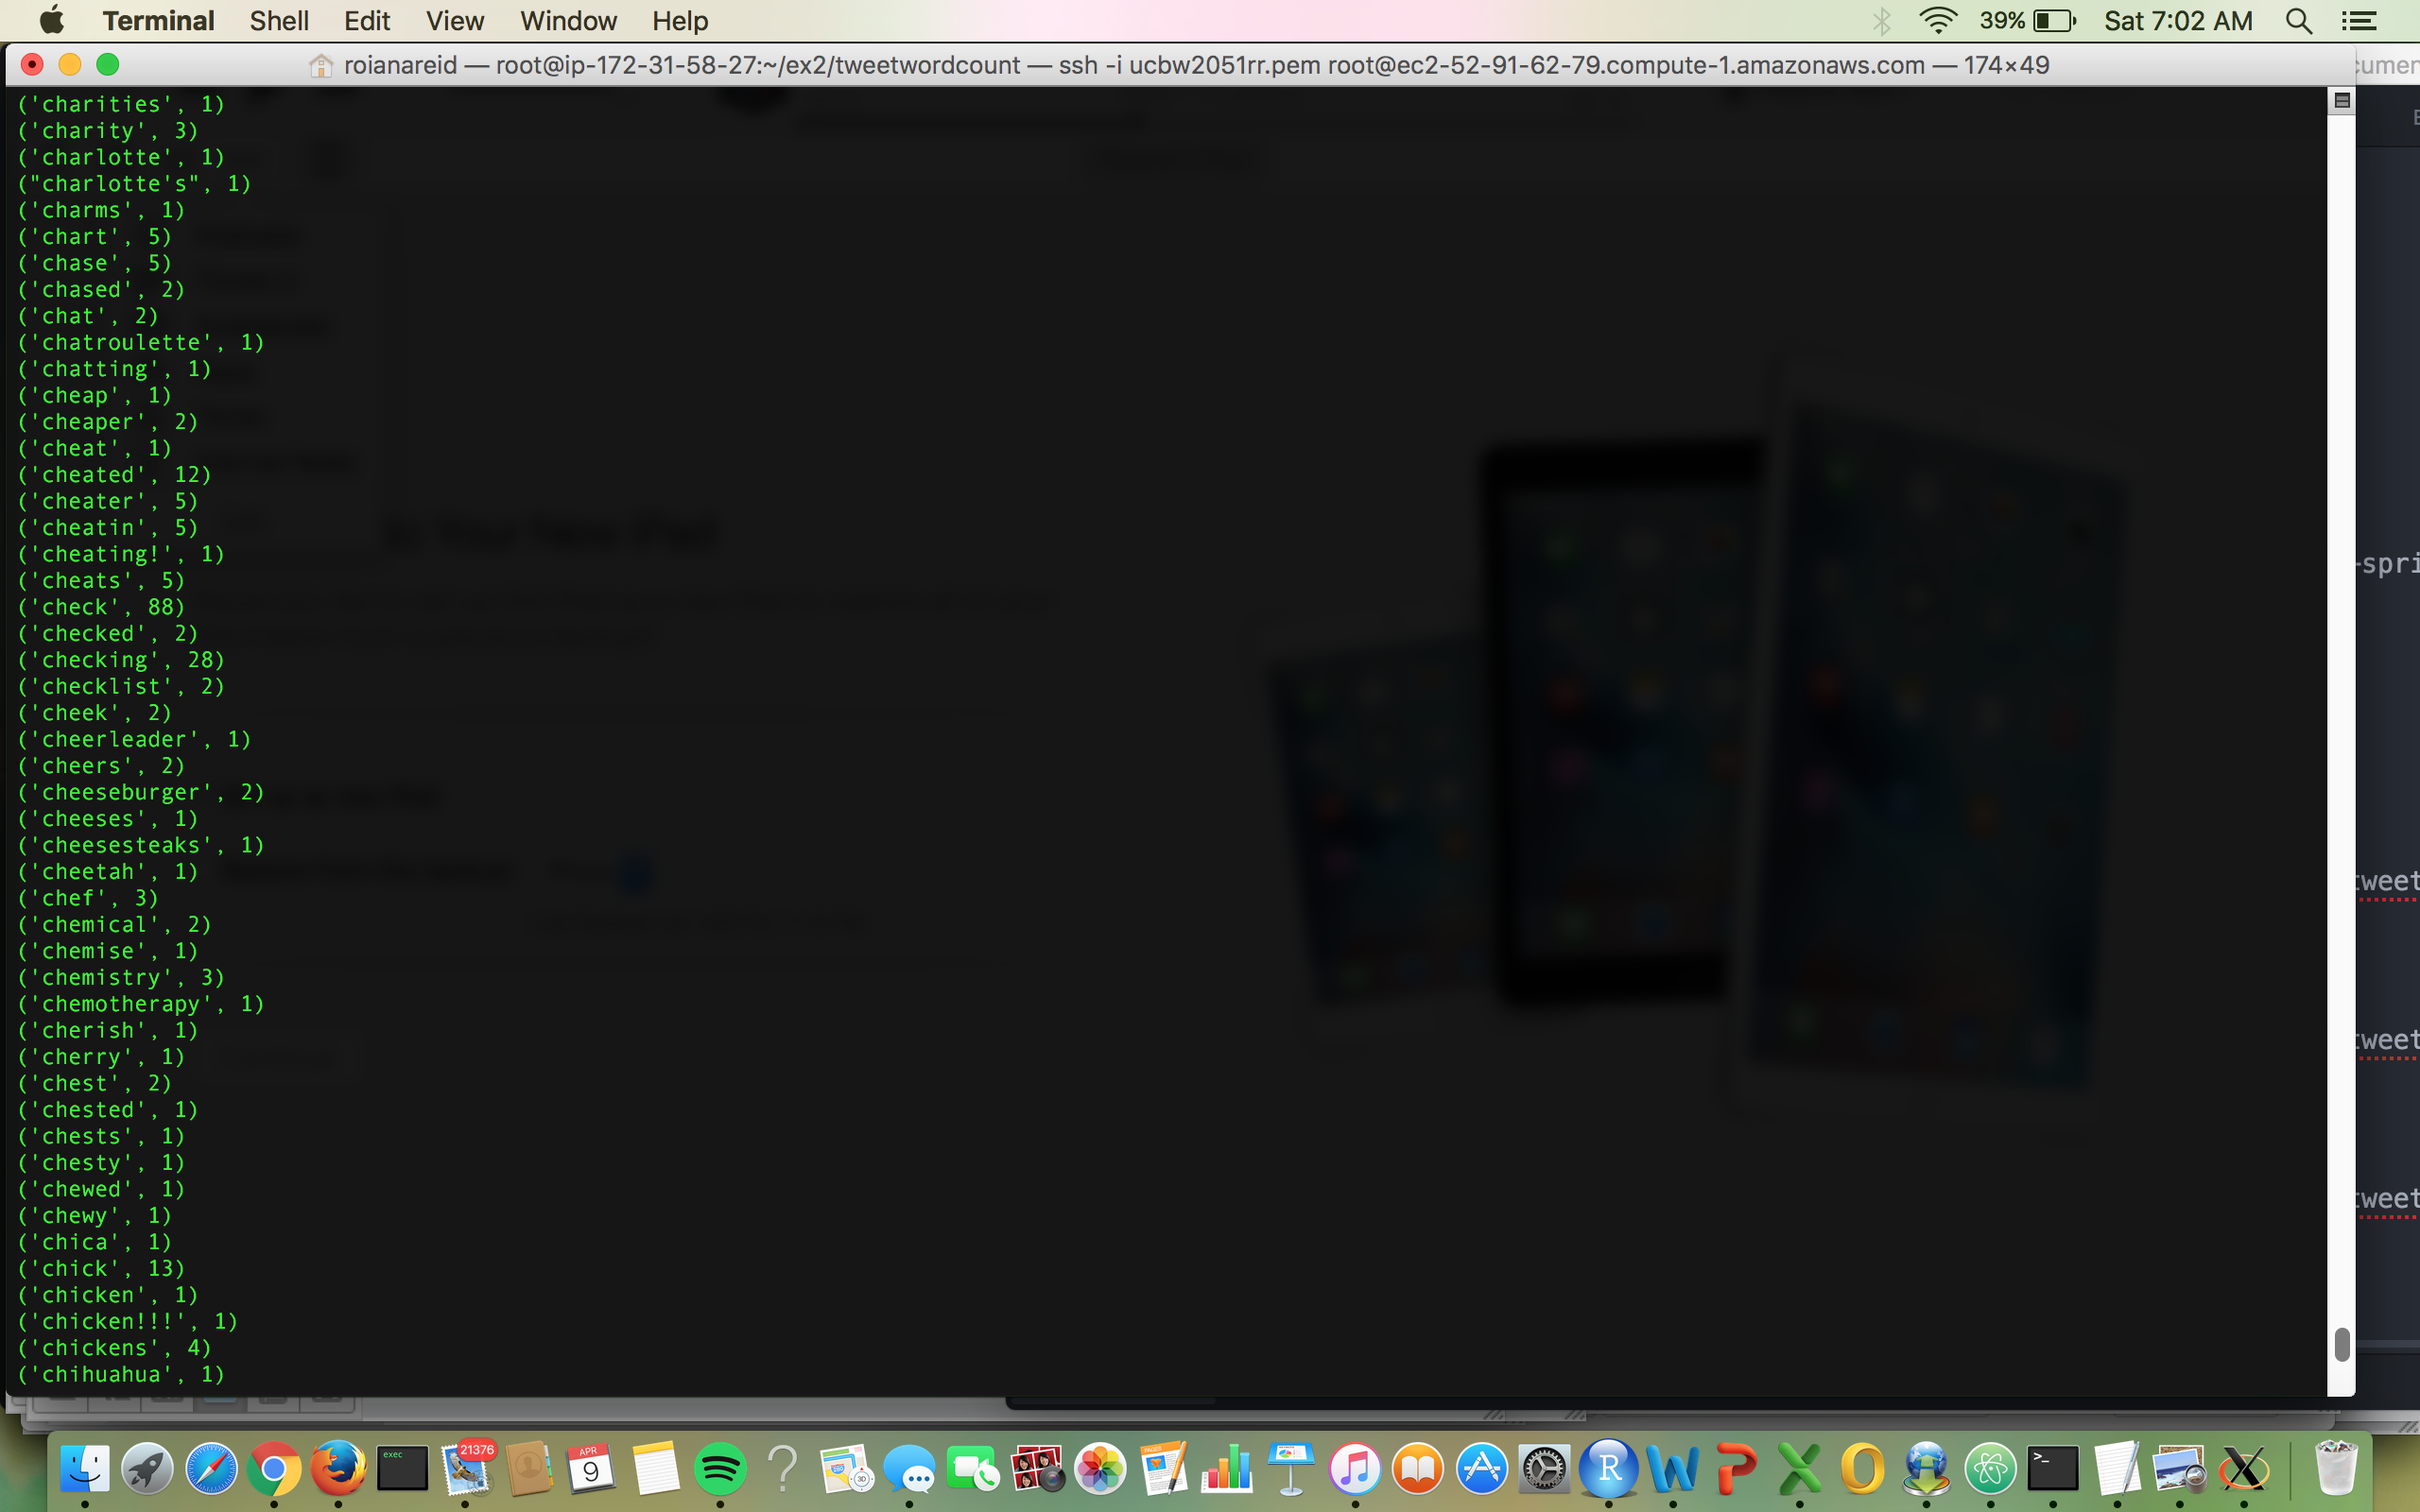 Terminal Shell Edit View Window Help 39% Sat 7:02 AM
roianareid — root@ip-172-31-58-27:~/ex2/tweetwordcount — ssh -i ucbw2051rr.pem root@ec2-52-91-62-79.compute-1.amazonaws.com — 174×49
('charities', 1)
('charity', 3)
('charlotte', 1)
("charlotte's", 1)
('charms', 1)
('chart', 5)
('chase', 5)
('chased', 2)
('chat', 2)
('chatroulette', 1)
('chatting', 1)
('cheap', 1)
('cheaper', 2)
('cheat', 1)
('cheated', 12)
('cheater', 5)
('cheatin', 5)
('cheating!', 1)
('cheats', 5)
('check', 88)
('checked', 2)
('checking', 28)
('checklist', 2)
('cheek', 2)
('cheerleader', 1)
('cheers', 2)
('cheeseburger', 2)
('cheeses', 1)
('cheesesteaks', 1)
('cheetah', 1)
('chef', 3)
('chemical', 2)
('chemise', 1)
('chemistry', 3)
('chemotherapy', 1)
('cherish', 1)
('cherry', 1)
('chest', 2)
('chested', 1)
('chests', 1)
('chesty', 1)
('chewed', 1)
('chewy', 1)
('chica', 1)
('chick', 13)
('chicken', 1)
('chicken!!!', 1)
('chickens', 4)
('chihuahua', 1)
-spri
tweet
tweet
tweet
exec
21376
APR
9
PAGES
3D